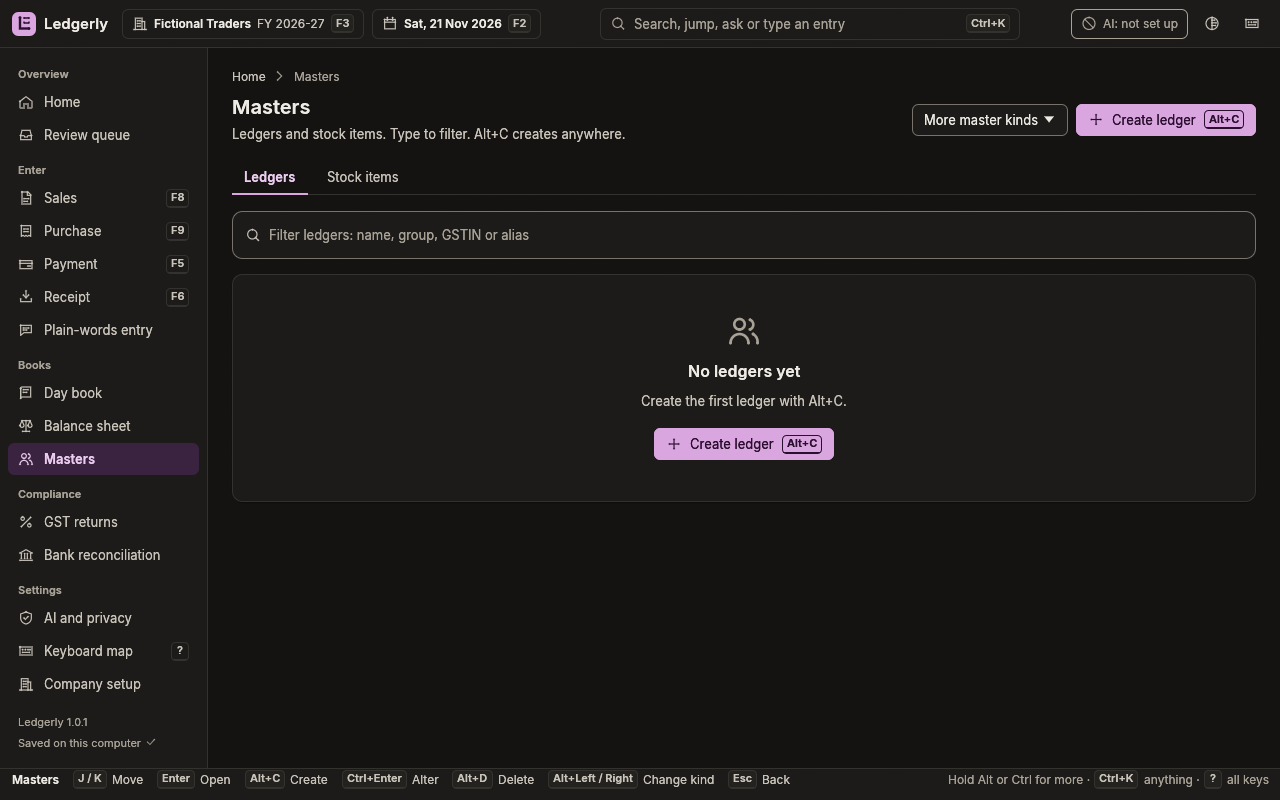 Ledgerly
Fictional Traders FY 2026-27 F3
Sat, 21 Nov 2026 F2
Search, jump, ask or type an entry Ctrl+K
AI: not set up
Overview
Home
Review queue
Enter
Sales F8
Purchase F9
Payment F5
Receipt F6
Plain-words entry
Books
Day book
Balance sheet
Masters
Compliance
GST returns
Bank reconciliation
Settings
AI and privacy
Keyboard map ?
Company setup
Ledgerly 1.0.1
Saved on this computer
Home Masters
Masters
Ledgers and stock items. Type to filter. Alt+C creates anywhere.
More master kinds
Create ledger Alt+C
Ledgers Stock items
Filter ledgers: name, group, GSTIN or alias
No ledgers yet
Create the first ledger with Alt+C.
Create ledger Alt+C
Masters J / K Move Enter Open Alt+C Create Ctrl+Enter Alter Alt+D Delete Alt+Left / Right Change kind Esc Back
Hold Alt or Ctrl for more · Ctrl+K anything · ? all keys